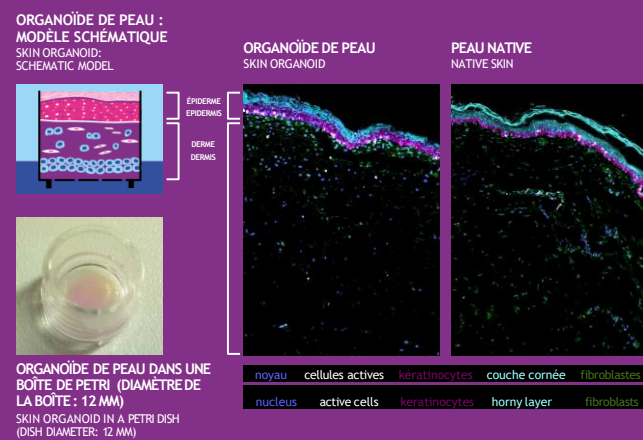 ORGANOÏDE DE PEAU :
MODÈLE SCHÉMATIQUE
SKIN ORGANOID:
SCHEMATIC MODEL
ORGANOÏDE DE PEAU
SKIN ORGANOID
PEAU NATIVE
NATIVE SKIN
ÉPIDERME
EPIDERMIS
DERME
DERMIS
ORGANOÏDE DE PEAU DANS UNE
BOÎTE DE PETRI (DIAMÈTRE DE
LA BOÎTE : 12 MM)
SKIN ORGANOID IN A PETRI DISH
(DISH DIAMETER: 12 MM)
noyau cellules actives kératinocytes couche cornée fibroblastes
nucleus active cells keratinocytes horny layer fibroblasts